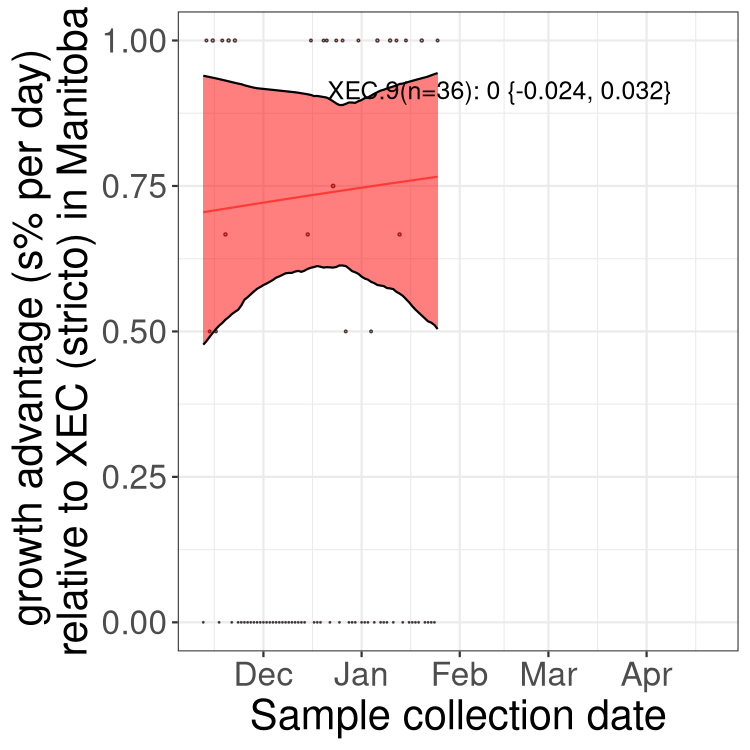 growth advantage (s% per day)
relative to XEC (stricto) in Manitoba
1.00
0.75
0.50
0.25
0.00
XEC.9(n=36): 0 {-0.024, 0.032}
Dec Jan Feb Mar Apr
Sample collection date